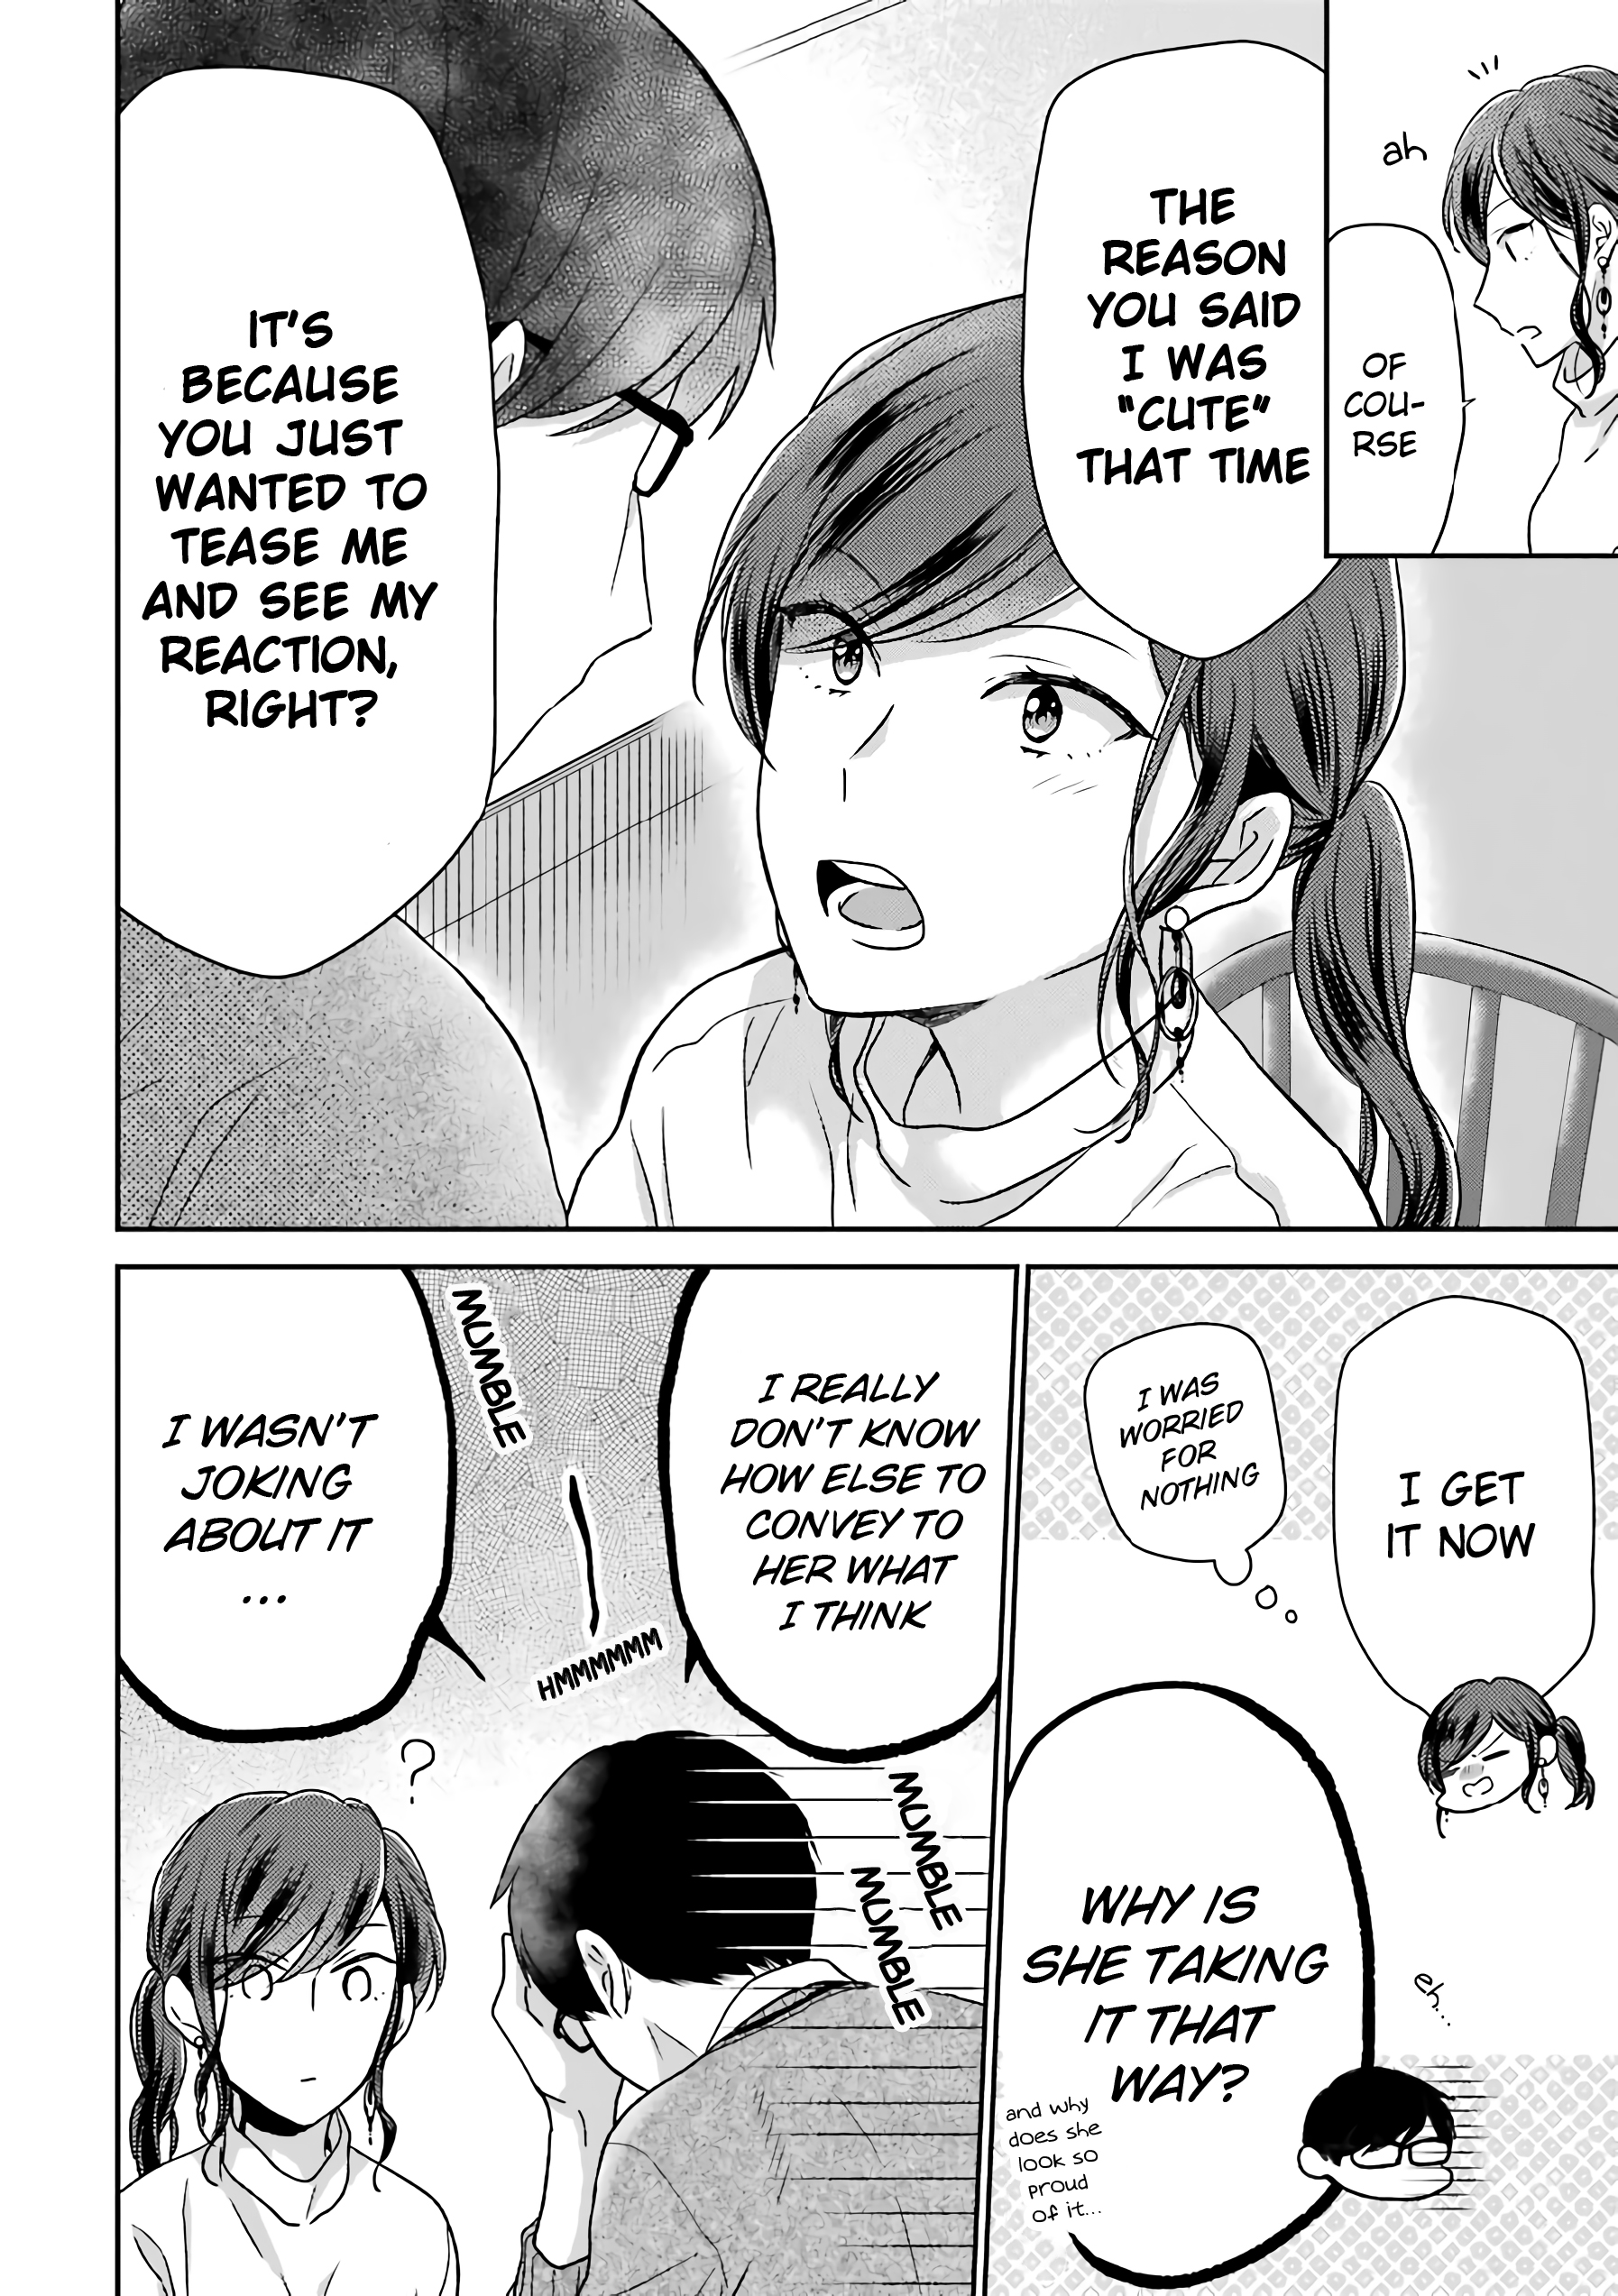 ah
OF
COU-
RSE
THE
REASON
YOU SAID
I WAS
"CUTE"
THAT TIME
IT'S
BECAUSE
YOU JUST
WANTED TO
TEASE ME
AND SEE MY
REACTION,
RIGHT?
I GET
IT NOW
I WAS
WORRIED
FOR
NOTHING
WHY IS
SHE TAKING
IT THAT
WAY?
eh...
and why
does she
look so
proud
of it...
I REALLY
DON'T KNOW
HOW ELSE TO
CONVEY TO
HER WHAT
I THINK
MUMBLE
HMMMMMM
I WASN'T
JOKING
ABOUT IT
...
?
MUMBLE
MUMBLE